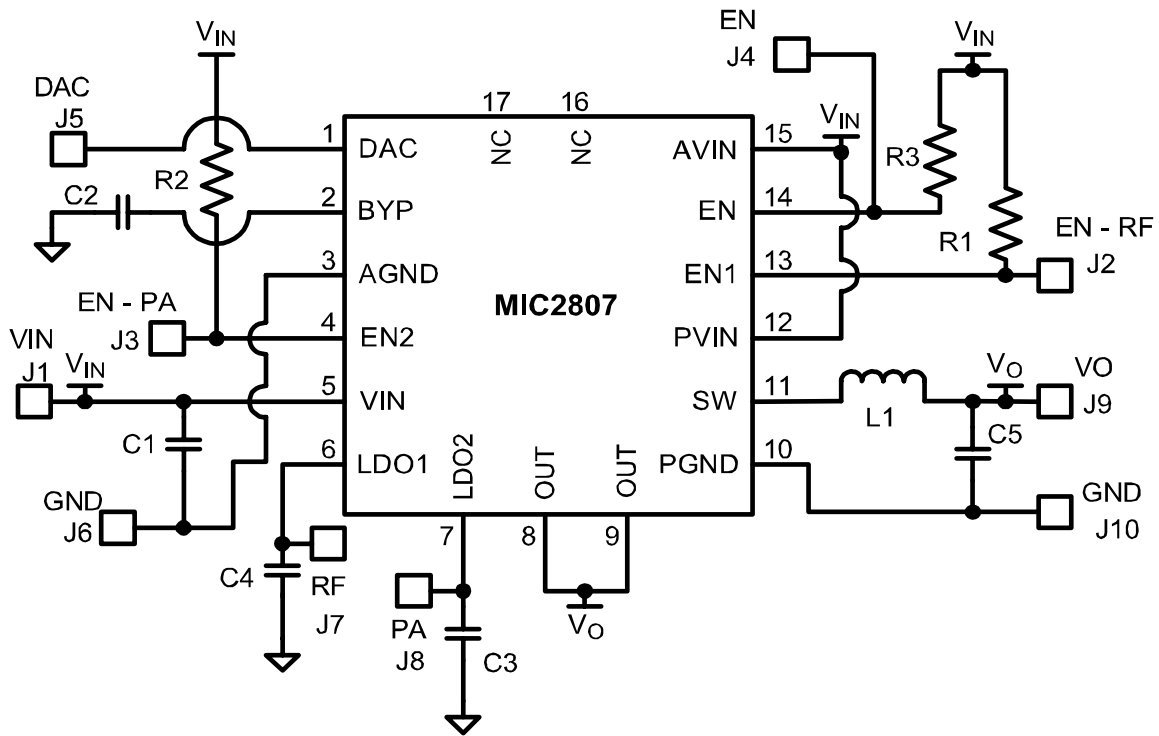 VIN
DAC
J5
C2
R2
EN - PA
J3
VIN
J1
VIN
C1
GND
J6
C4
RF
J7
PA
J8
C3
VO
MIC2807
1
DAC
2
BYP
3
AGND
4
EN2
5
VIN
6
LDO1
7
LDO2
8
OUT
9
OUT
10
PGND
11
SW
12
PVIN
13
EN1
14
EN
15
AVIN
16
NC
17
NC
EN
J4
VIN
VIN
R3
R1
EN - RF
J2
L1
VO
VO
J9
C5
GND
J10